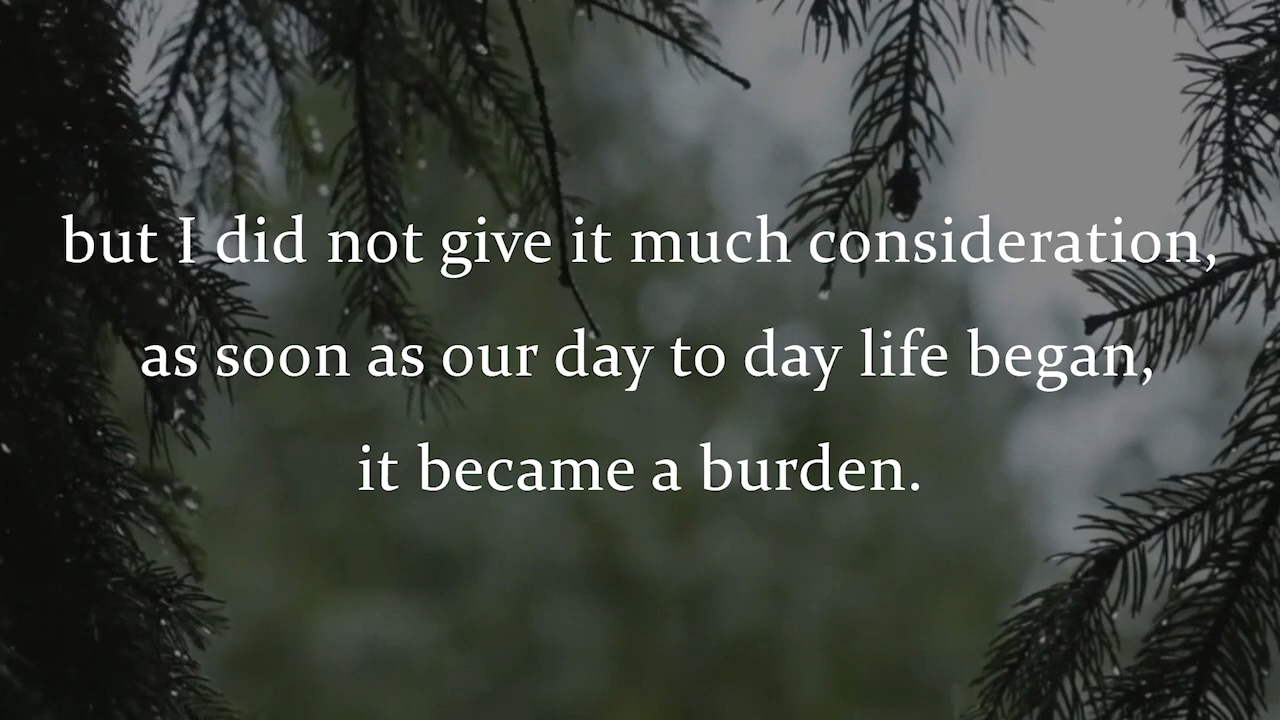 but I did not give it much consideration,
as soon as our day to day life began,
it became a burden.